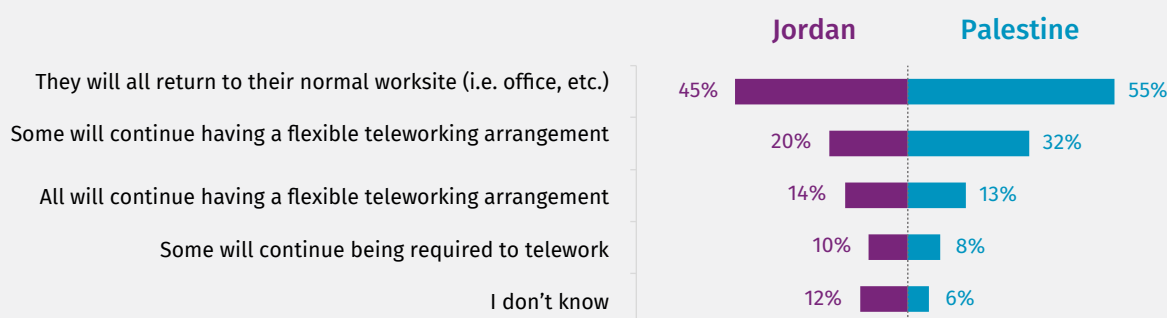 Jordan Palestine
They will all return to their normal worksite (i.e. office, etc.) 45% 55%
Some will continue having a flexible teleworking arrangement 20% 32%
All will continue having a flexible teleworking arrangement 14% 13%
Some will continue being required to telework 10% 8%
I don't know 12% 6%